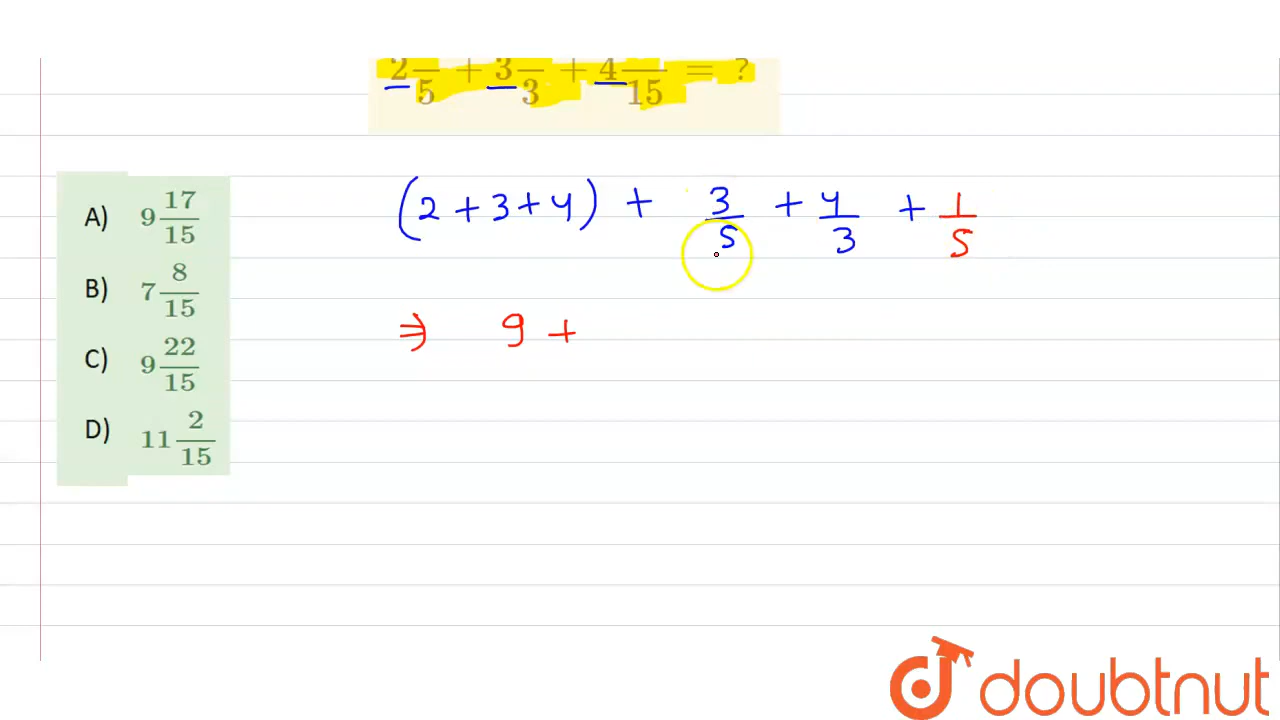 2 /5 + 3 /3 + 4 /15 = ?
(2 + 3 + 4) + 3/5 + 4/3 + 1/5
A) 9 17/15
B) 7 8/15
⇒ 9 +
C) 9 22/15
D) 11 2/15
doubtnut